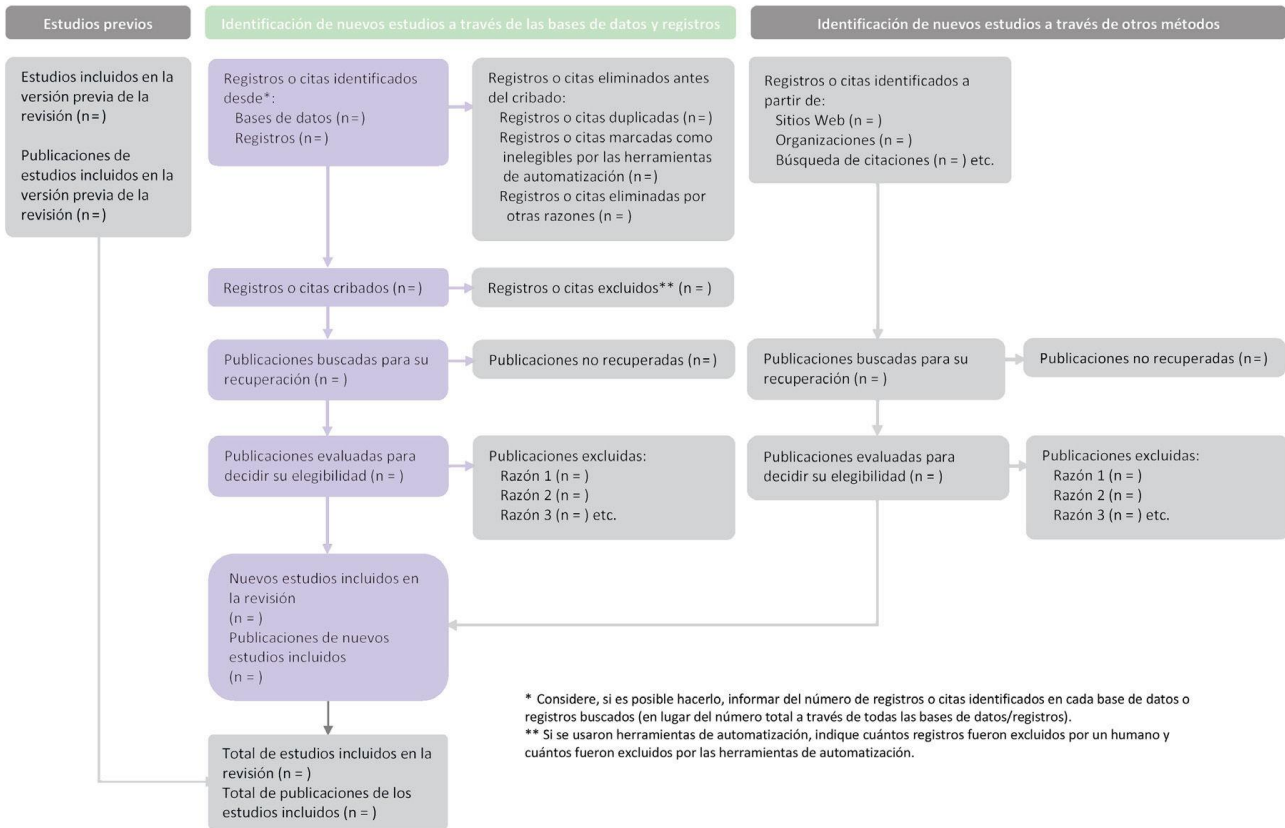 Estudios previos
Identificación de nuevos estudios a través de las bases de datos y registros
Identificación de nuevos estudios a través de otros métodos
Estudios incluidos en la
versión previa de la
revisión (n= )
Publicaciones de
estudios incluidos en la
versión previa de la
revisión (n= )
Registros o citas identificados
desde*:
Bases de datos (n= )
Registros (n= )
Registros o citas eliminados antes
del cribado:
Registros o citas duplicadas (n= )
Registros o citas marcadas como
inelegibles por las herramientas
de automatización (n= )
Registros o citas eliminadas por
otras razones (n = )
Registros o citas identificados a
partir de:
Sitios Web (n = )
Organizaciones (n = )
Búsqueda de citaciones (n = ) etc.
Registros o citas cribados (n= )
Registros o citas excluidos** (n = )
Publicaciones buscadas para su
recuperación (n = )
Publicaciones no recuperadas (n= )
Publicaciones buscadas para su
recuperación (n = )
Publicaciones no recuperadas (n= )
Publicaciones evaluadas para
decidir su elegibilidad (n = )
Publicaciones excluidas:
Razón 1 (n = )
Razón 2 (n = )
Razón 3 (n = ) etc.
Publicaciones evaluadas para
decidir su elegibilidad (n = )
Publicaciones excluidas:
Razón 1 (n = )
Razón 2 (n = )
Razón 3 (n = ) etc.
Nuevos estudios incluidos en
la revisión
(n = )
Publicaciones de nuevos
estudios incluidos
(n = )
Total de estudios incluidos en la
revisión (n = )
Total de publicaciones de los
estudios incluidos (n = )
* Considere, si es posible hacerlo, informar del número de registros o citas identificados en cada base de datos o
registros buscados (en lugar del número total a través de todas las bases de datos/registros).
** Si se usaron herramientas de automatización, indique cuántos registros fueron excluidos por un humano y
cuántos fueron excluidos por las herramientas de automatización.